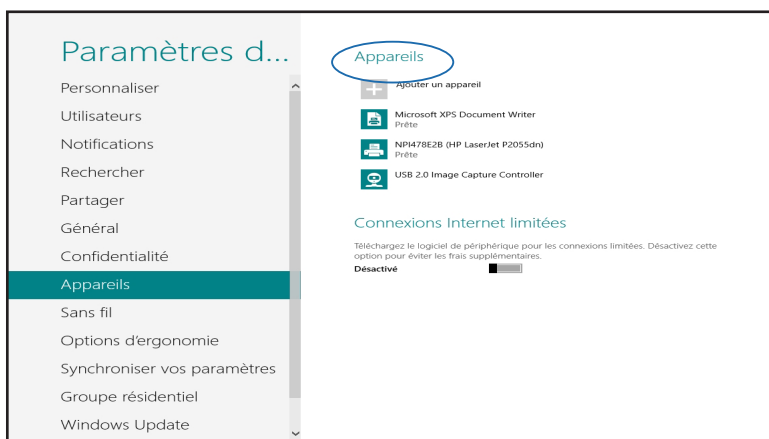 Paramètres d...
Personnaliser
Utilisateurs
Notifications
Rechercher
Partager
Général
Confidentialité
Appareils
Sans fil
Options d'ergonomie
Synchroniser vos paramètres
Groupe résidentiel
Windows Update
Appareils
Ajouter un appareil
Microsoft XPS Document Writer
Prête
NPI478E2B (HP LaserJet P2055dn)
Prête
USB 2.0 Image Capture Controller
Connexions Internet limitées
Téléchargez le logiciel de périphérique pour les connexions limitées. Désactivez cette
option pour éviter les frais supplémentaires.
Désactivé